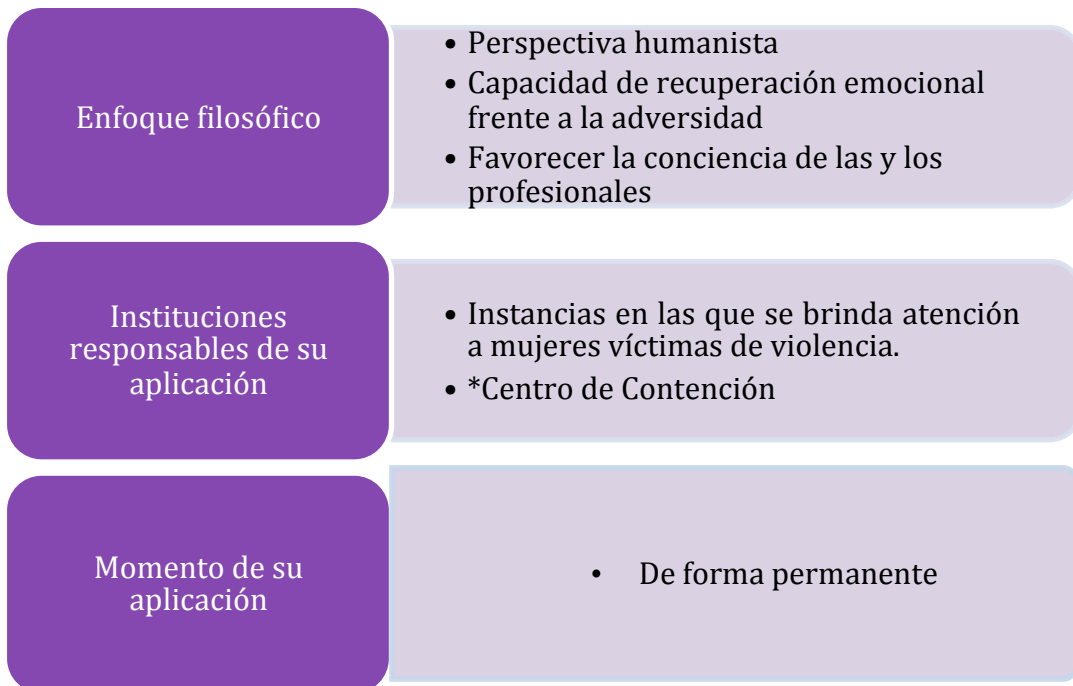 Enfoque filosófico
• Perspectiva humanista
• Capacidad de recuperación emocional
frente a la adversidad
• Favorecer la conciencia de las y los
profesionales
Instituciones
responsables de su
aplicación
• Instancias en las que se brinda atención
a mujeres víctimas de violencia.
• *Centro de Contención
Momento de su
aplicación
• De forma permanente